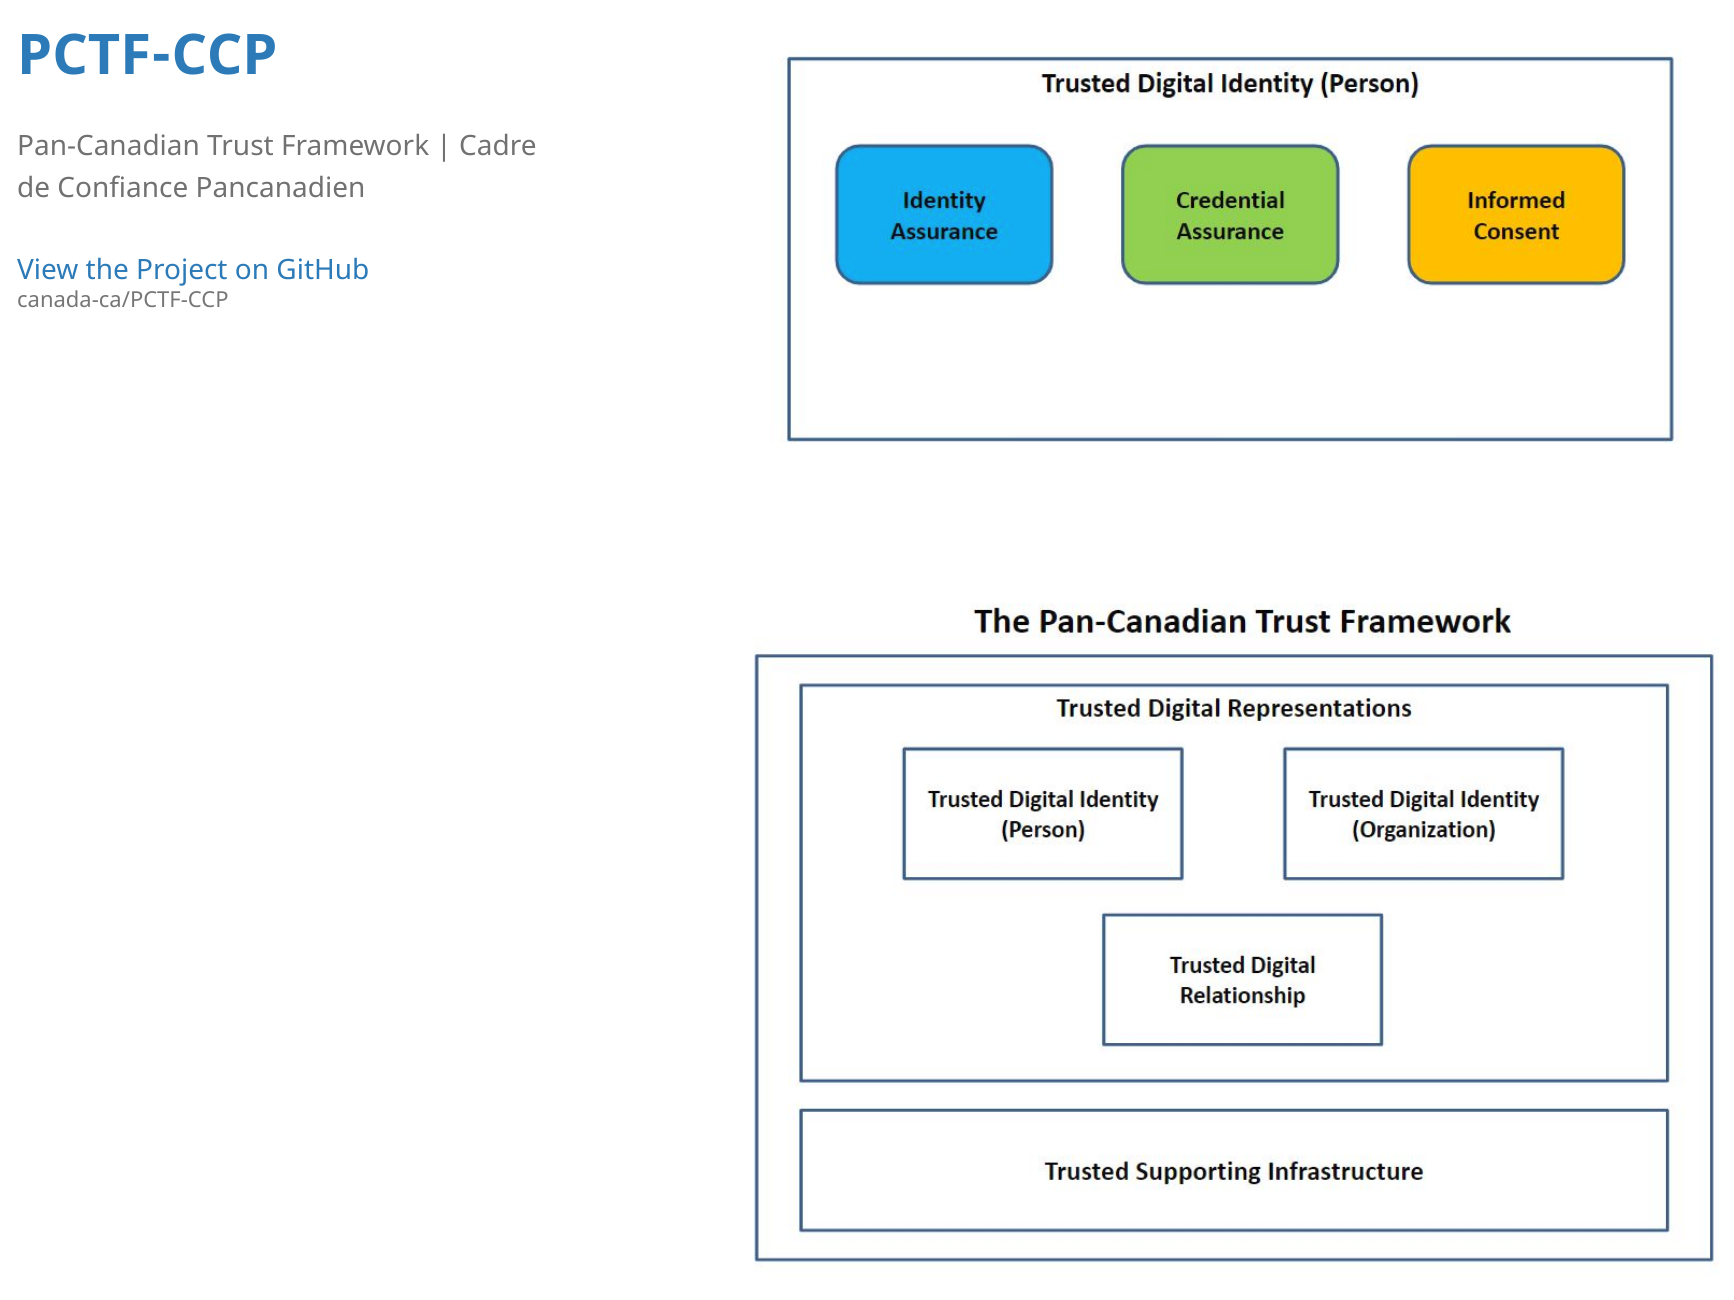 PCTF-CCP
Pan-Canadian Trust Framework | Cadre
de Confiance Pancanadien
View the Project on GitHub
canada-ca/PCTF-CCP
Trusted Digital Identity (Person)
Identity
Assurance
Credential
Assurance
Informed
Consent
The Pan-Canadian Trust Framework
Trusted Digital Representations
Trusted Digital Identity
(Person)
Trusted Digital Identity
(Organization)
Trusted Digital
Relationship
Trusted Supporting Infrastructure